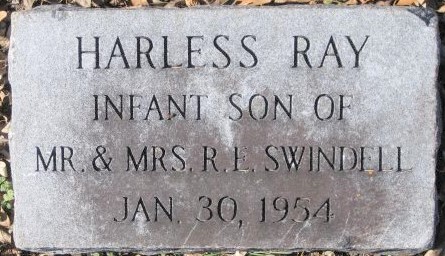 HARLESS RAY
INFANT SON OF
MR. & MRS. R. E. SWINDELL
JAN. 30, 1954